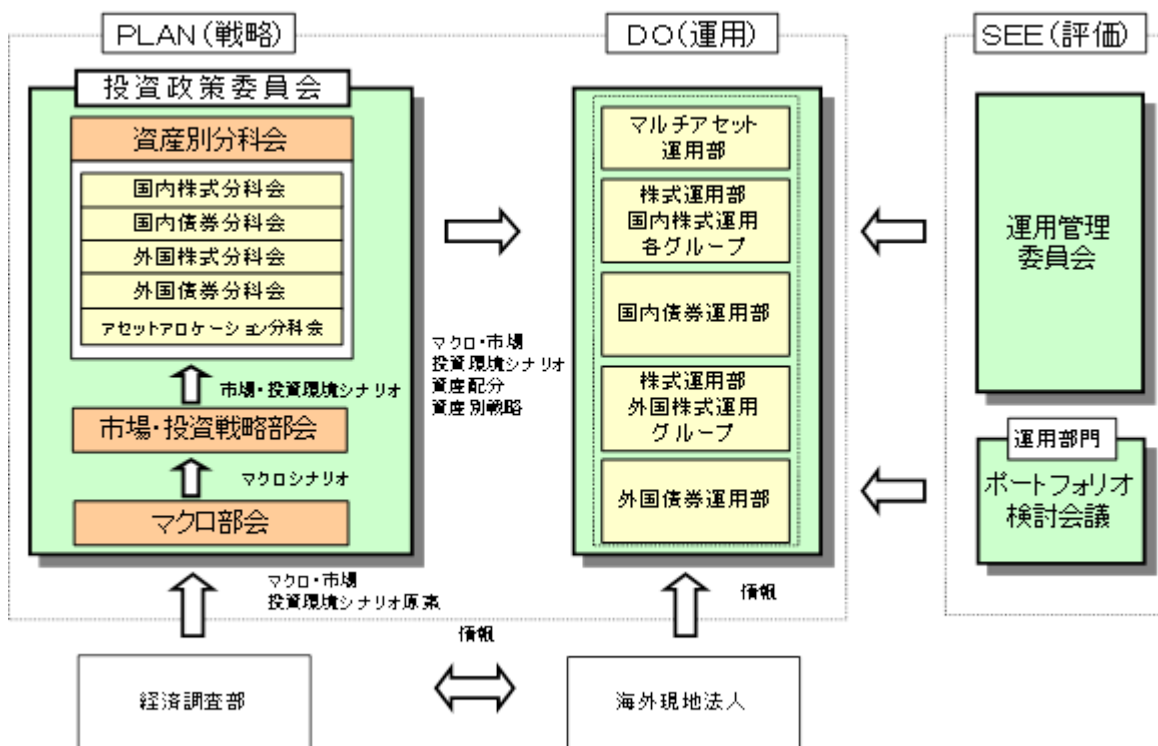 PLAN(戦略)
投資政策委員会
資産別分科会
国内株式分科会
国内債券分科会
外国株式分科会
外国債券分科会
アセットアロケーション分科会
市場・投資環境シナリオ
市場・投資戦略部会
マクロシナリオ
マクロ部会
マクロ・市場
投資環境シナリオ原案
経済調査部
マクロ・市場
投資環境シナリオ
資産配分
資産別戦略
情報
DO(運用)
マルチアセット
運用部
株式運用部
国内株式運用
各グループ
国内債券運用部
株式運用部
外国株式運用
グループ
外国債券運用部
情報
海外現地法人
SEE(評価)
運用管理
委員会
運用部門
ポートフォリオ
検討会議